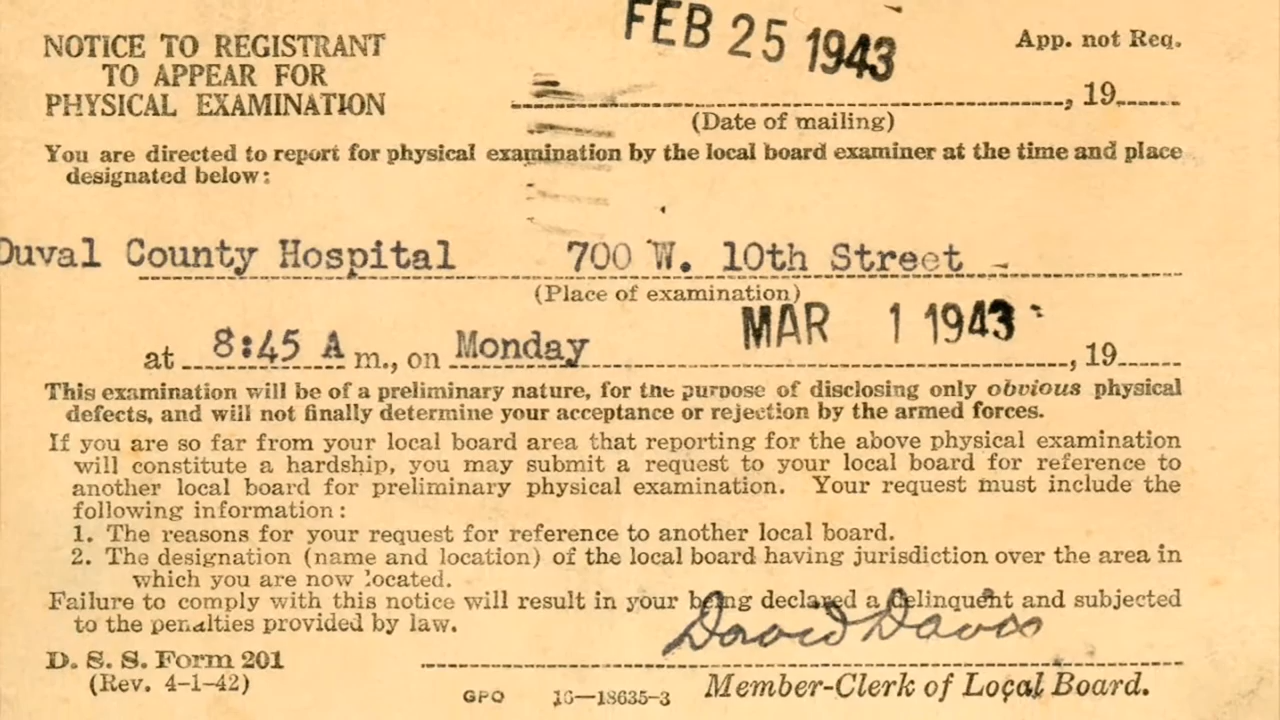 FEB 25 1943
NOTICE TO REGISTRANT
TO APPEAR FOR
PHYSICAL EXAMINATION
App. not Req.
, 19
(Date of mailing)
You are directed to report for physical examination by the local board examiner at the time and place
designated below:
Duval County Hospital 700 W. 10th Street
(Place of examination)
MAR 1 1943
at 8:45 A m., on Monday , 19
This examination will be of a preliminary nature, for the purpose of disclosing only obvious physical
defects, and will not finally determine your acceptance or rejection by the armed forces.
If you are so far from your local board area that reporting for the above physical examination
will constitute a hardship, you may submit a request to your local board for reference to
another local board for preliminary physical examination. Your request must include the
following information:
1. The reasons for your request for reference to another local board.
2. The designation (name and location) of the local board having jurisdiction over the area in
which you are now located.
Failure to comply with this notice will result in your being declared a delinquent and subjected
to the penalties provided by law.
David Davis
D. S. S. Form 201
(Rev. 4-1-42)
GPO 16—18635-3
Member-Clerk of Local Board.